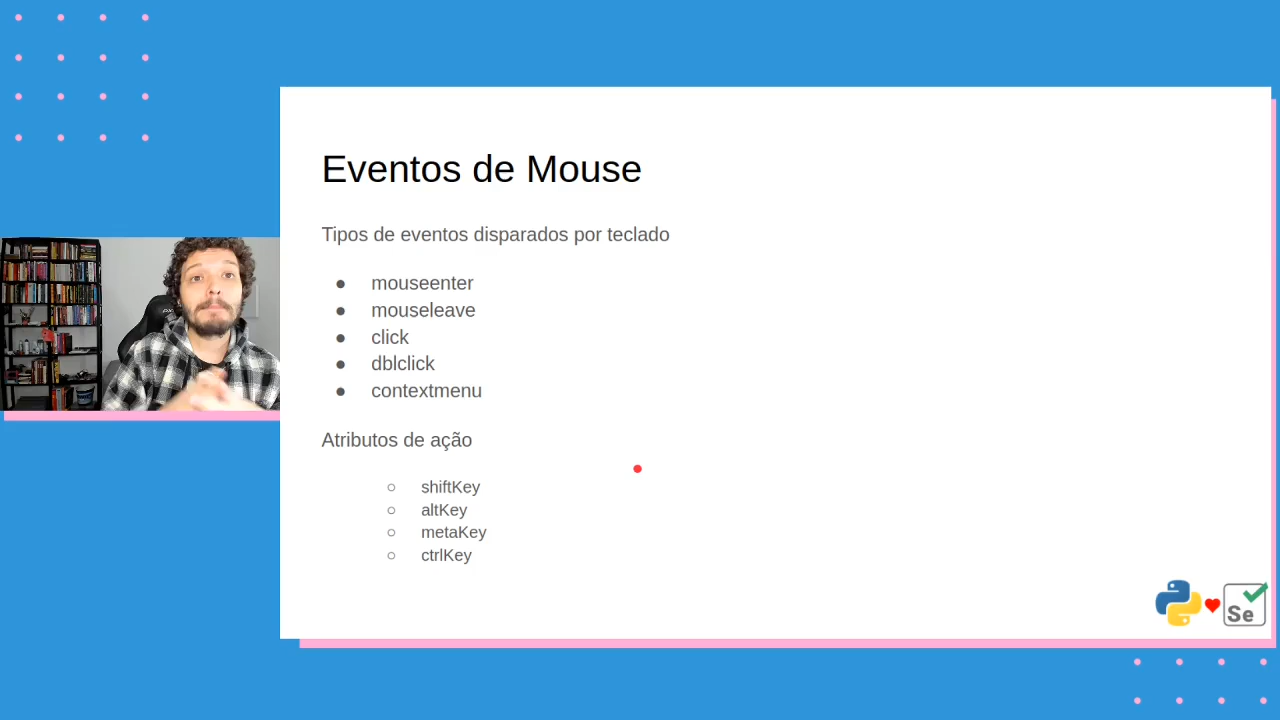 Eventos de Mouse
Tipos de eventos disparados por teclado
mouseenter
mouseleave
click
dblclick
contextmenu
Atributos de ação
shiftKey
altKey
metaKey
ctrlKey
Se